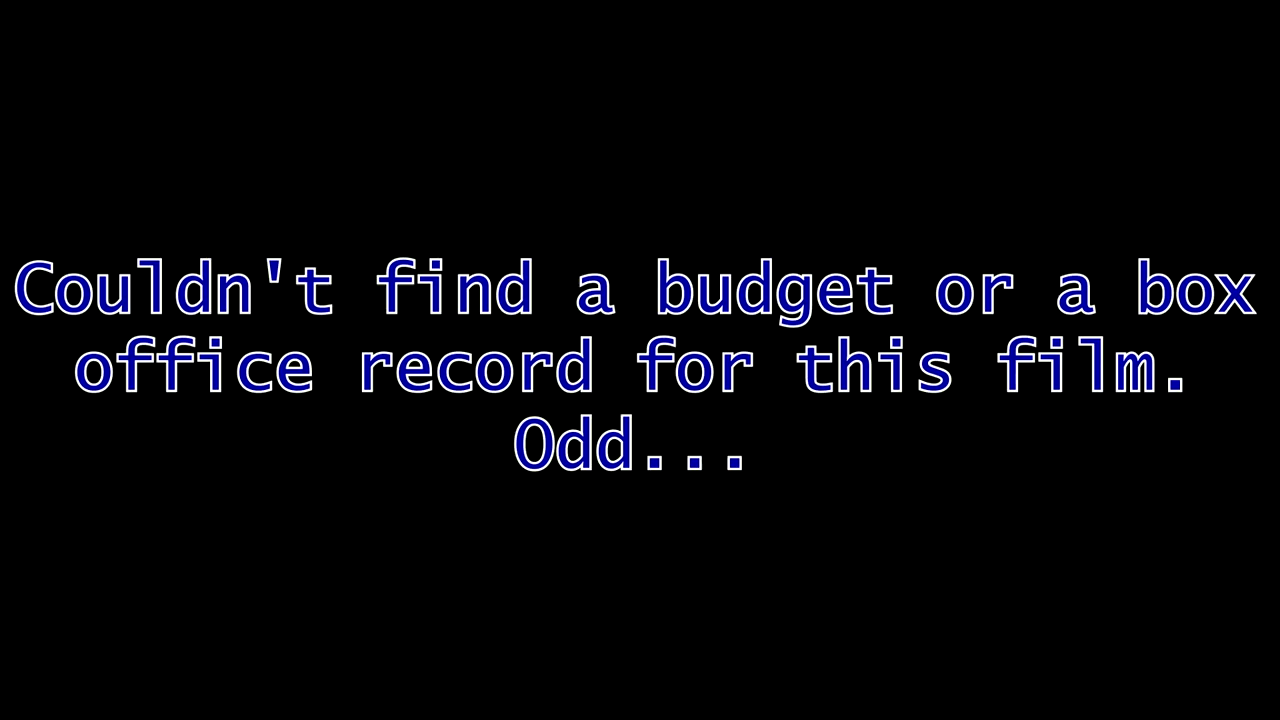 Couldn't find a budget or a box
office record for this film.
Odd...